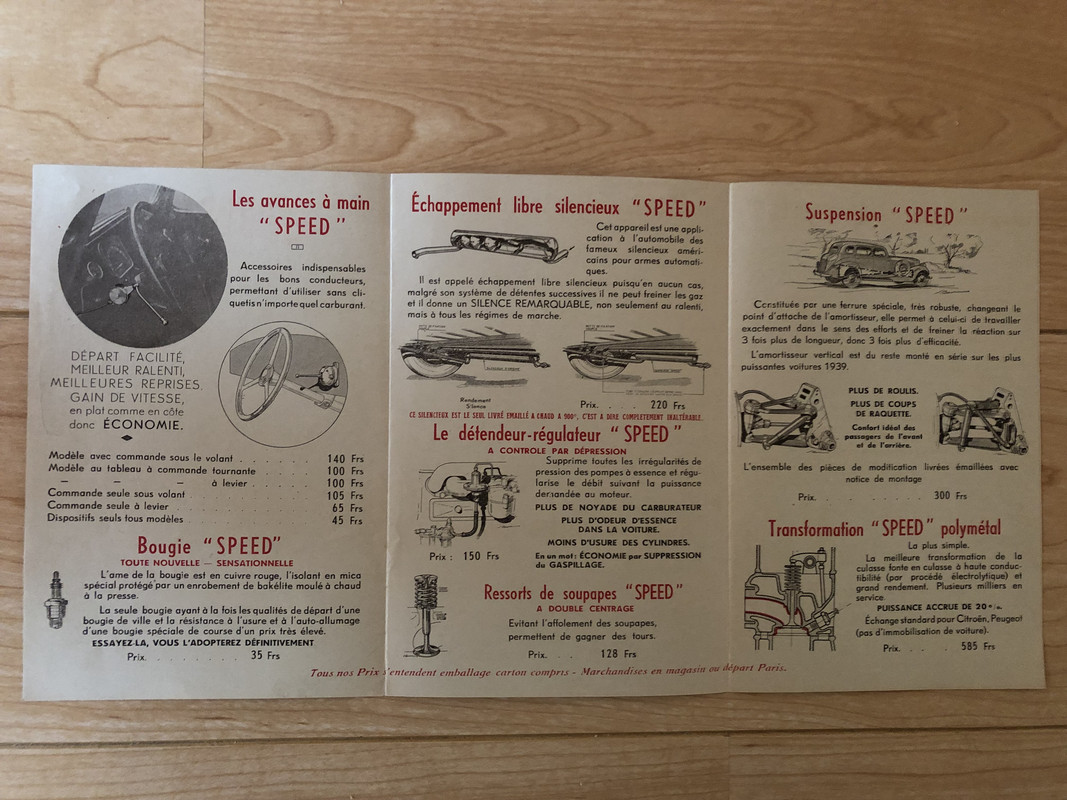 Les avances à main
"SPEED"
Accessoires indispensables
pour les bons conducteurs,
permettant d'utiliser sans cli-
quetis n'importe quel carburant.
DÉPART FACILITÉ,
MEILLEUR RALENTI,
MEILLEURES REPRISES
GAIN DE VITESSE,
en plat comme en côte
donc ÉCONOMIE.
Modèle avec commande sous le volant . . . . . . 140 Frs
Modèle au tableau à commande tournante . . . . 100 Frs
— — — à levier . . . . . 100 Frs
Commande seule sous volant . . . . . . . . 105 Frs
Commande seule à levier . . . . . . . . . 65 Frs
Dispositifs seuls tous modèles . . . . . . . . 45 Frs
Bougie "SPEED"
TOUTE NOUVELLE — SENSATIONNELLE
L'ame de la bougie est en cuivre rouge, l'isolant en mica
spécial protégé par un enrobement de bakélite moulé à chaud
à la presse.
La seule bougie ayant à la fois les qualités de départ d'une
bougie de ville et la résistance à l'usure et à l'auto-allumage
d'une bougie spéciale de course d'un prix très élevé.
ESSAYEZ-LA, VOUS L'ADOPTEREZ DÉFINITIVEMENT
Prix. . . . . . . . 35 Frs
Échappement libre silencieux "SPEED"
Cet appareil est une appli-
cation à l'automobile des
fameux silencieux améri-
cains pour armes automati-
ques.
Il est appelé échappement libre silencieux puisqu'en aucun cas,
malgré son système de détentes successives il ne peut freiner les gaz
et il donne un SILENCE REMARQUABLE, non seulement au ralenti,
mais à tous les régimes de marche.
Rendement
Silence
Prix. . . . . 220 Frs
CE SILENCIEUX EST LE SEUL LIVRÉ EMAILLÉ A CHAUD A 900°, C'EST A DIRE COMPLETEMENT INALTÉRABLE.
Le détendeur-régulateur "SPEED"
A CONTROLE PAR DÉPRESSION
Supprime toutes les irrégularités de
pression des pompes à essence et régu-
larise le débit suivant la puissance
demandée au moteur.
PLUS DE NOYADE DU CARBURATEUR
PLUS D'ODEUR D'ESSENCE
DANS LA VOITURE.
MOINS D'USURE DES CYLINDRES.
En un mot : ÉCONOMIE par SUPPRESSION
du GASPILLAGE.
Prix : 150 Frs
Ressorts de soupapes "SPEED"
A DOUBLE CENTRAGE
Evitant l'affolement des soupapes,
permettent de gagner des tours.
Prix. . . . 128 Frs
Suspension "SPEED"
Constituée par une ferrure spéciale, très robuste, changeant le
point d'attache de l'amortisseur, elle permet à celui-ci de travailler
exactement dans le sens des efforts et de freiner la réaction sur
3 fois plus de longueur, donc 3 fois plus d'efficacité.
L'amortisseur vertical est du reste monté en série sur les plus
puissantes voitures 1939.
PLUS DE ROULIS.
PLUS DE COUPS
DE RAQUETTE.
Confort idéal des
passagers de l'avant
et de l'arrière.
L'ensemble des pièces de modification livrées émaillées avec
notice de montage
Prix. . . . . . . . 300 Frs
Transformation "SPEED" polymétal
La plus simple.
La meilleure transformation de la
culasse fonte en culasse à haute conduc-
tibilité (par procédé électrolytique) et
grand rendement. Plusieurs milliers en
service.
PUISSANCE ACCRUE DE 20 %.
Échange standard pour Citroën, Peugeot
(pas d'immobilisation de voiture).
Prix. . . . . 585 Frs
Tous nos Prix s'entendent emballage carton compris - Marchandises en magasin ou départ Paris.